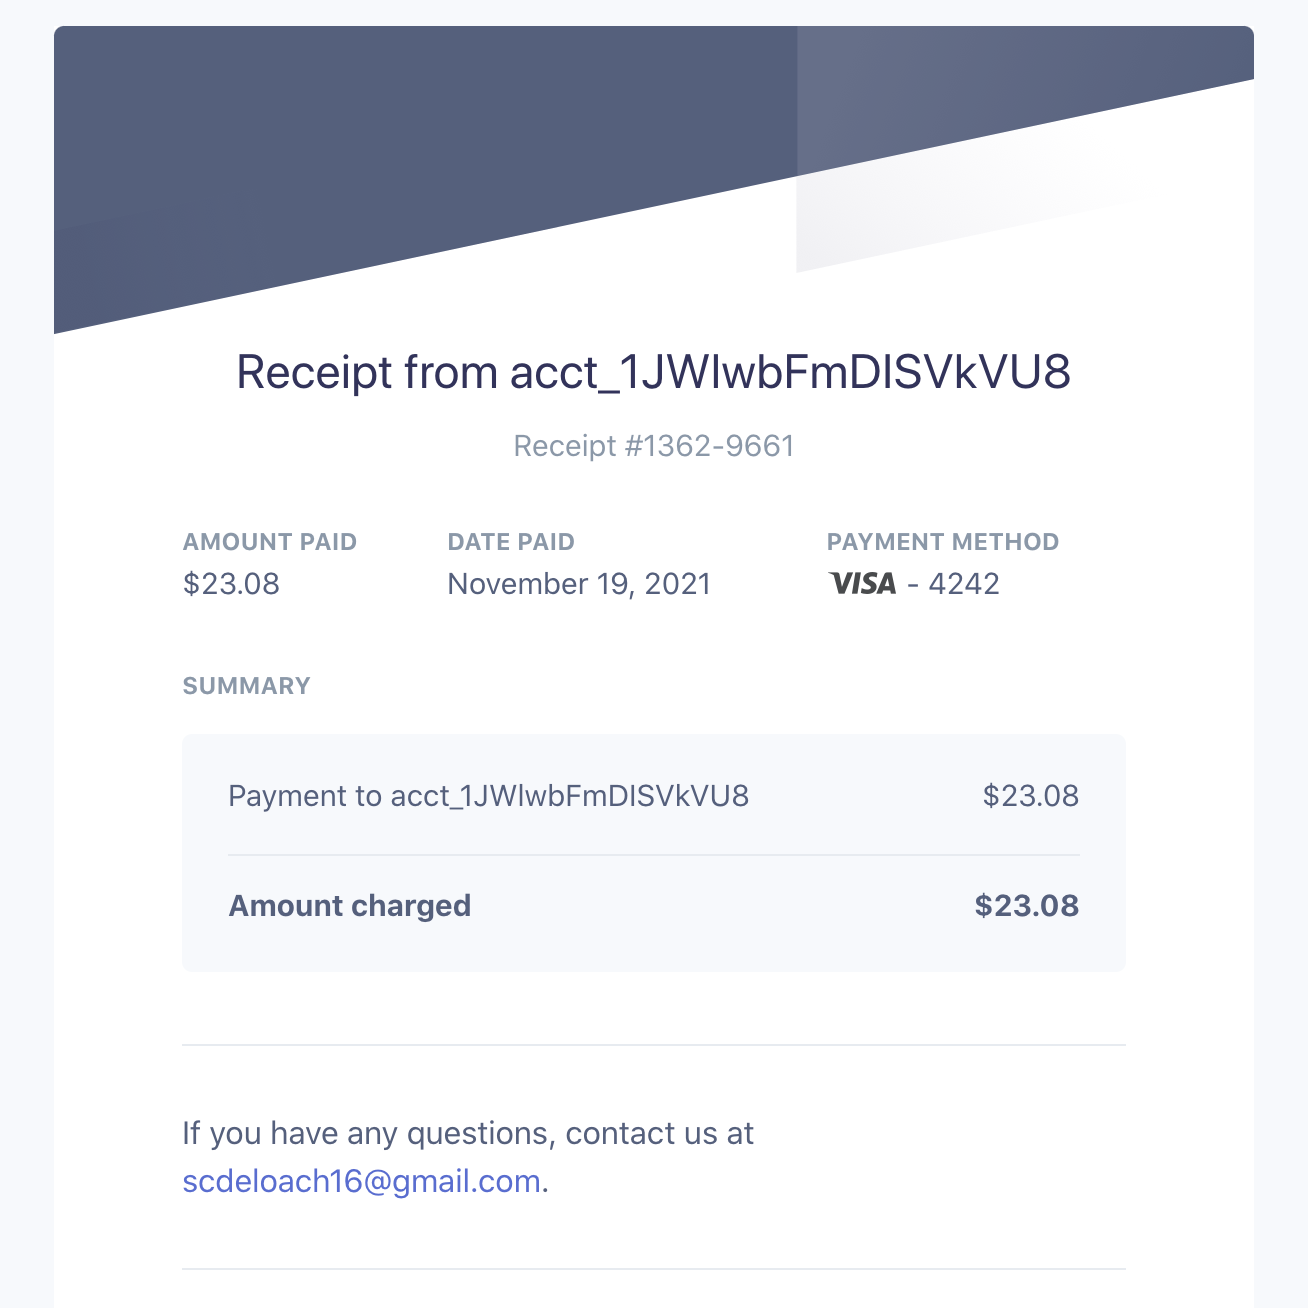 Receipt from acct_1JWlwbFmDISVkVU8
Receipt #1362-9661
AMOUNT PAID DATE PAID PAYMENT METHOD
$23.08 November 19, 2021 VISA - 4242
SUMMARY
Payment to acct_1JWlwbFmDISVkVU8 $23.08
Amount charged $23.08
If you have any questions, contact us at
scdeloach16@gmail.com.